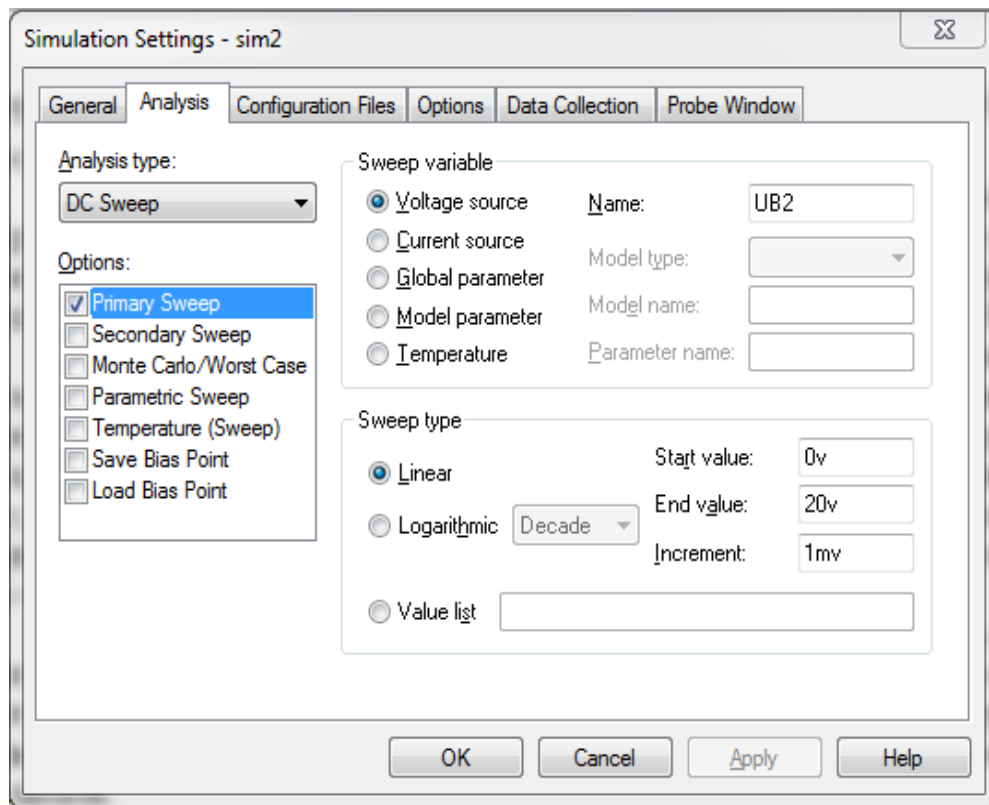 Simulation Settings - sim2
General Analysis Configuration Files Options Data Collection Probe Window
Analysis type:
DC Sweep
Options:
Primary Sweep
Secondary Sweep
Monte Carlo/Worst Case
Parametric Sweep
Temperature (Sweep)
Save Bias Point
Load Bias Point
Sweep variable
Voltage source
Name: UB2
Current source
Model type:
Global parameter
Model name:
Model parameter
Parameter name:
Temperature
Sweep type
Linear
Start value: 0v
End value: 20v
Logarithmic Decade
Increment: 1mv
Value list
OK Cancel Apply Help